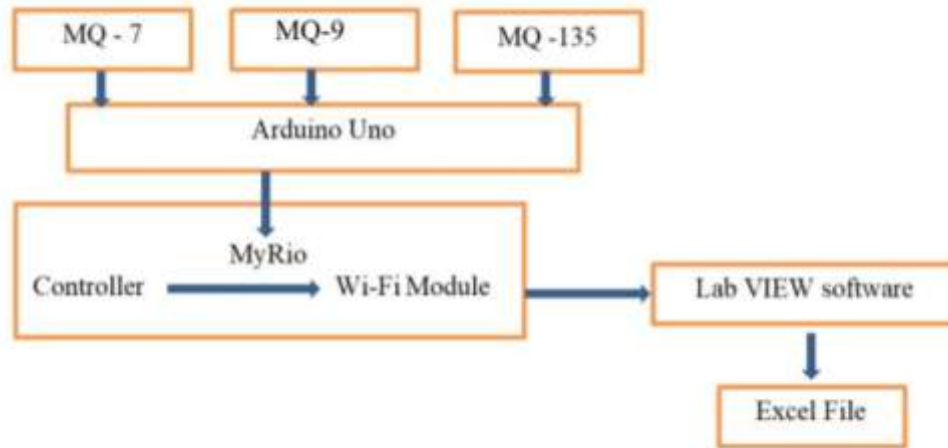 MQ - 7
MQ-9
MQ -135
Arduino Uno
MyRio
Controller
Wi-Fi Module
Lab VIEW software
Excel File